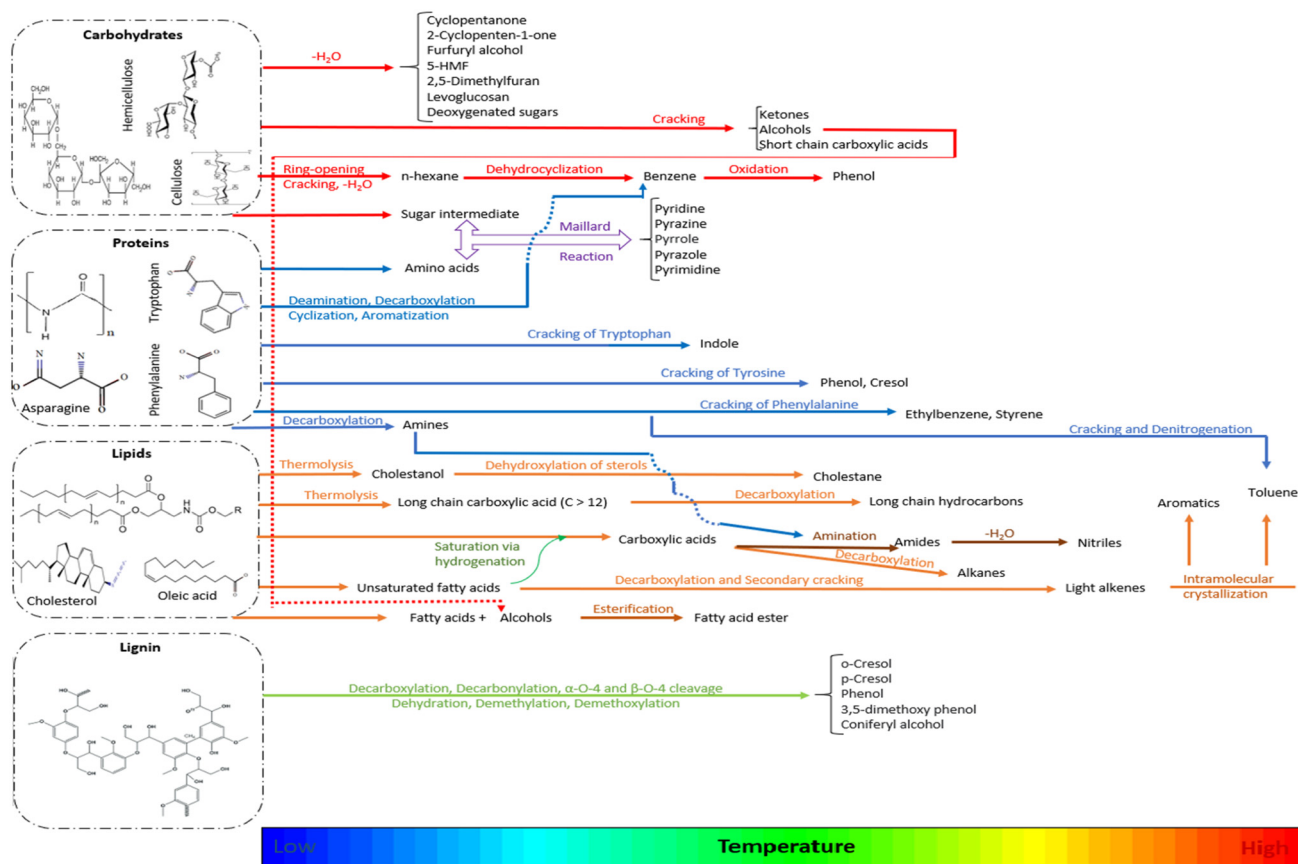 Carbohydrates
Hemicellulose
Cellulose
-H₂O
Cyclopentanone
2-Cyclopenten-1-one
Furfuryl alcohol
5-HMF
2,5-Dimethylfuran
Levoglucosan
Deoxygenated sugars
Cracking
Ketones
Alcohols
Short chain carboxylic acids
Ring-opening
Cracking, -H₂O
n-hexane
Dehydrocyclization
Benzene
Oxidation
Phenol
Sugar intermediate
Maillard
Reaction
Pyridine
Pyrazine
Pyrrole
Pyrazole
Pyrimidine
Proteins
Tryptophan
Asparagine
Phenylalanine
Amino acids
Deamination, Decarboxylation
Cyclization, Aromatization
Cracking of Tryptophan
Indole
Cracking of Tyrosine
Phenol, Cresol
Cracking of Phenylalanine
Ethylbenzene, Styrene
Decarboxylation
Amines
Cracking and Denitrogenation
Toluene
Lipids
Cholesterol
Oleic acid
Thermolysis
Cholestanol
Dehydroxylation of sterols
Cholestane
Thermolysis
Long chain carboxylic acid (C > 12)
Decarboxylation
Long chain hydrocarbons
Aromatics
Saturation via
hydrogenation
Carboxylic acids
Amination
Amides
-H₂O
Nitriles
Decarboxylation
Alkanes
Unsaturated fatty acids
Decarboxylation and Secondary cracking
Light alkenes
Intramolecular
crystallization
Fatty acids + Alcohols
Esterification
Fatty acid ester
Lignin
Decarboxylation, Decarbonylation, α-O-4 and β-O-4 cleavage
Dehydration, Demethylation, Demethoxylation
o-Cresol
p-Cresol
Phenol
3,5-dimethoxy phenol
Coniferyl alcohol
Low
Temperature
High